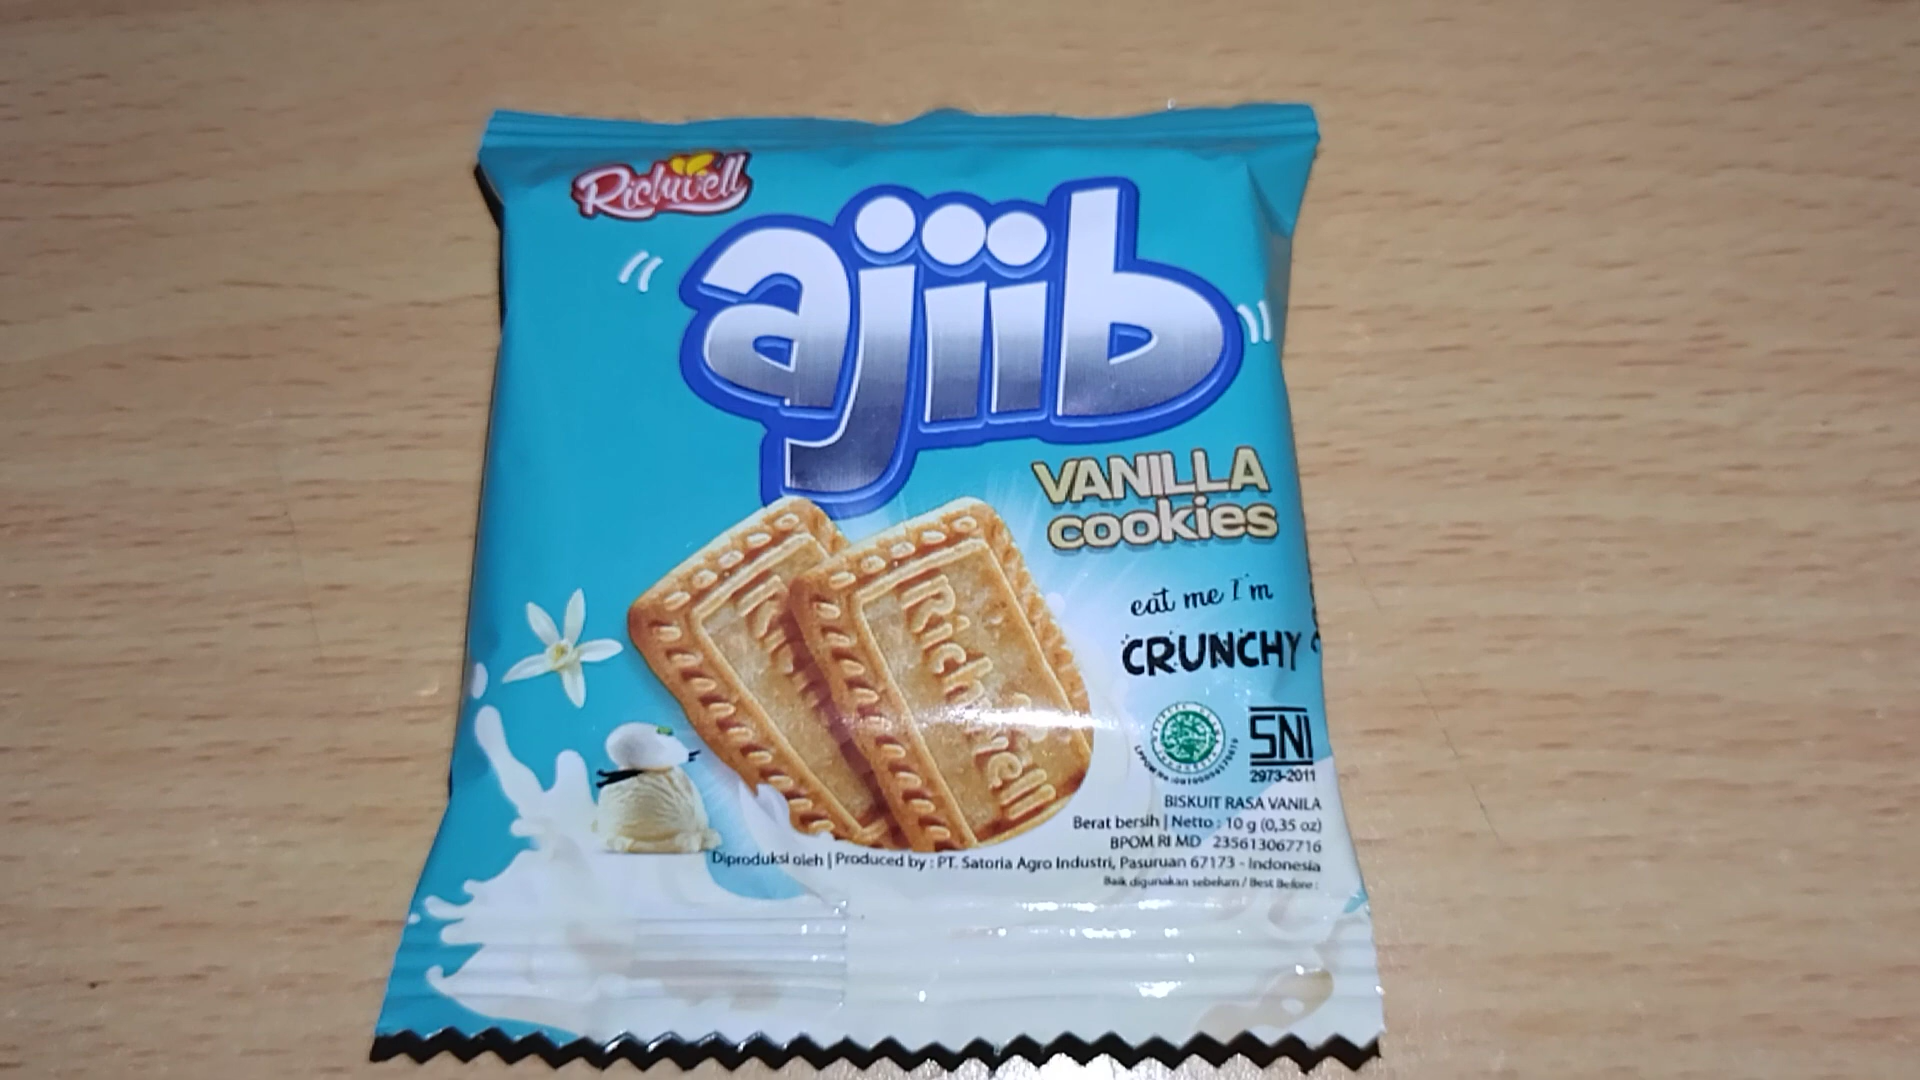 Richwell
"ajiib"
VANILLA
cookies
eat me I'm
CRUNCHY
SNI
2973-2011
BISKUIT RASA VANILA
Berat bersih | Netto : 10 g (0,35 oz)
BPOM RI MD 235613067716
Diproduksi oleh | Produced by : PT. Satoria Agro Industri, Pasuruan 67173 - Indonesia
Baik digunakan sebelum / Best Before :